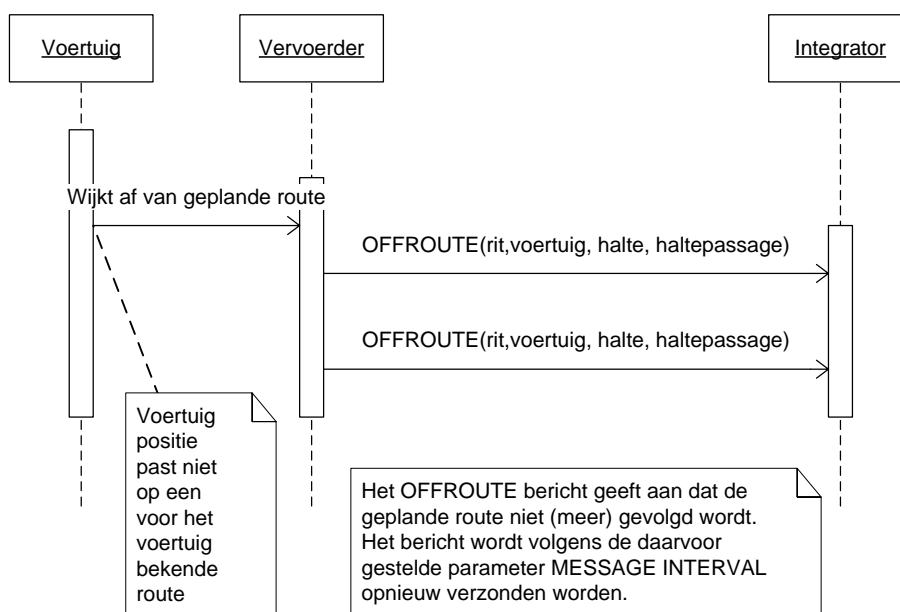 Voertuig
Vervoerder
Integrator
Wijkt af van geplande route
OFFROUTE(rit,voertuig, halte, haltepassage)
OFFROUTE(rit,voertuig, halte, haltepassage)
Voertuig
positie
past niet
op een
voor het
voertuig
bekende
route
Het OFFROUTE bericht geeft aan dat de
geplande route niet (meer) gevolgd wordt.
Het bericht wordt volgens de daarvoor
gestelde parameter MESSAGE INTERVAL
opnieuw verzonden worden.